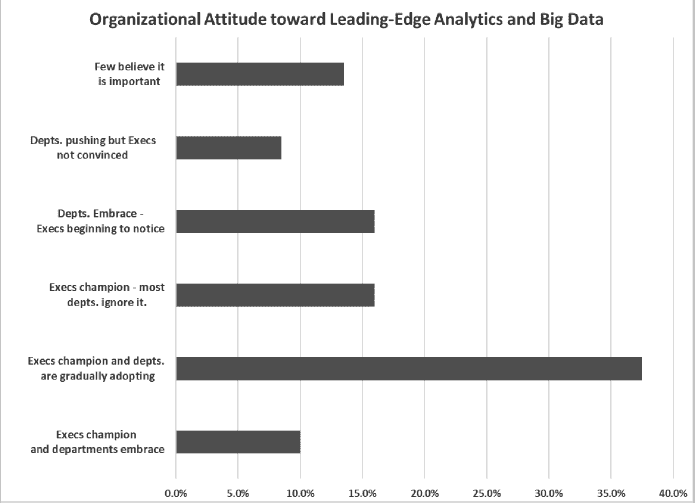 Organizational Attitude toward Leading-Edge Analytics and Big Data
Few believe it
is important
Depts. pushing but Execs
not convinced
Depts. Embrace -
Execs beginning to notice
Execs champion - most
depts. ignore it.
Execs champion and depts.
are gradually adopting
Execs champion
and departments embrace
0.0% 5.0% 10.0% 15.0% 20.0% 25.0% 30.0% 35.0% 40.0%